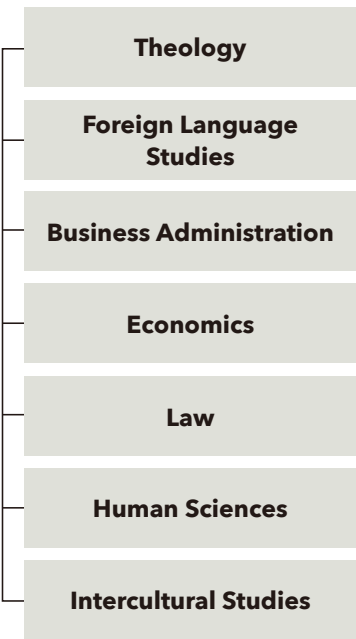 Theology
Foreign Language
Studies
Business Administration
Economics
Law
Human Sciences
Intercultural Studies